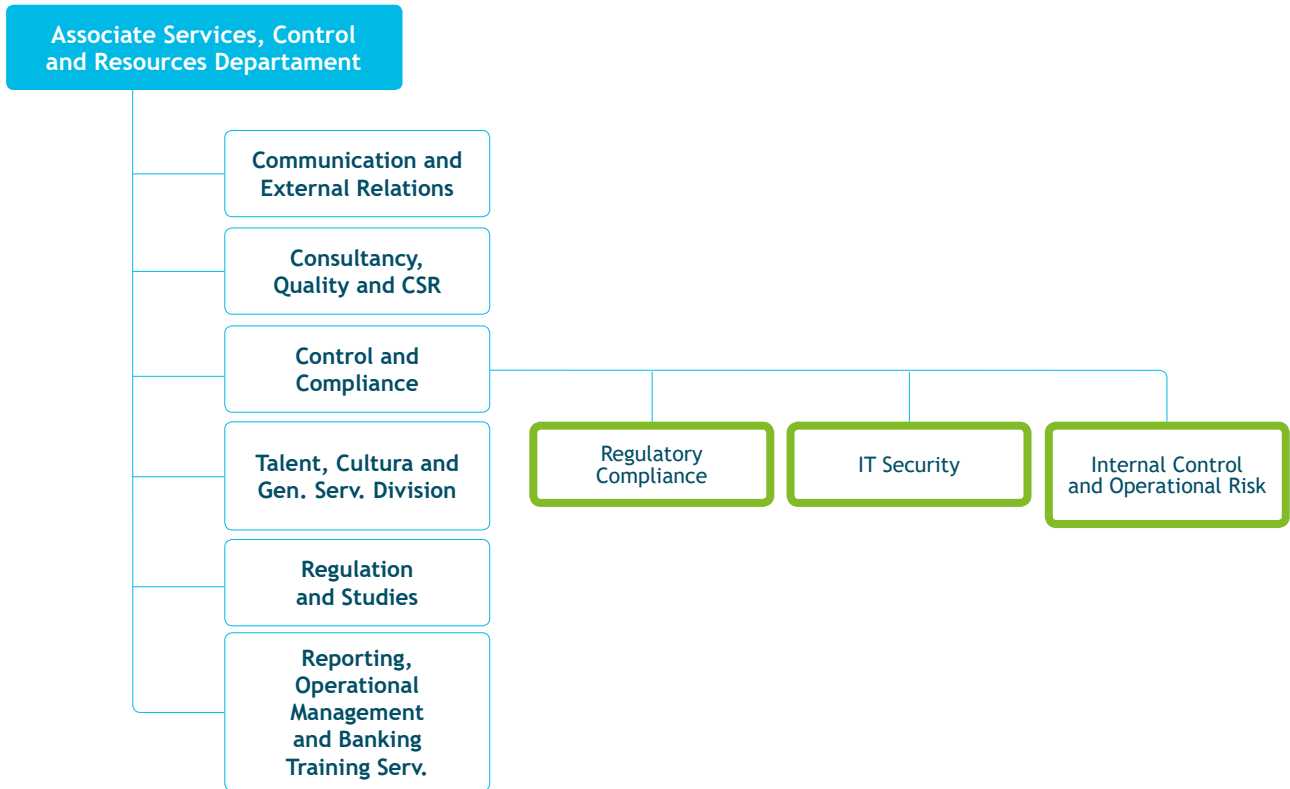 Associate Services, Control
and Resources Departament
Communication and
External Relations
Consultancy,
Quality and CSR
Control and
Compliance
Regulatory
Compliance
IT Security
Internal Control
and Operational Risk
Talent, Cultura and
Gen. Serv. Division
Regulation
and Studies
Reporting,
Operational
Management
and Banking
Training Serv.